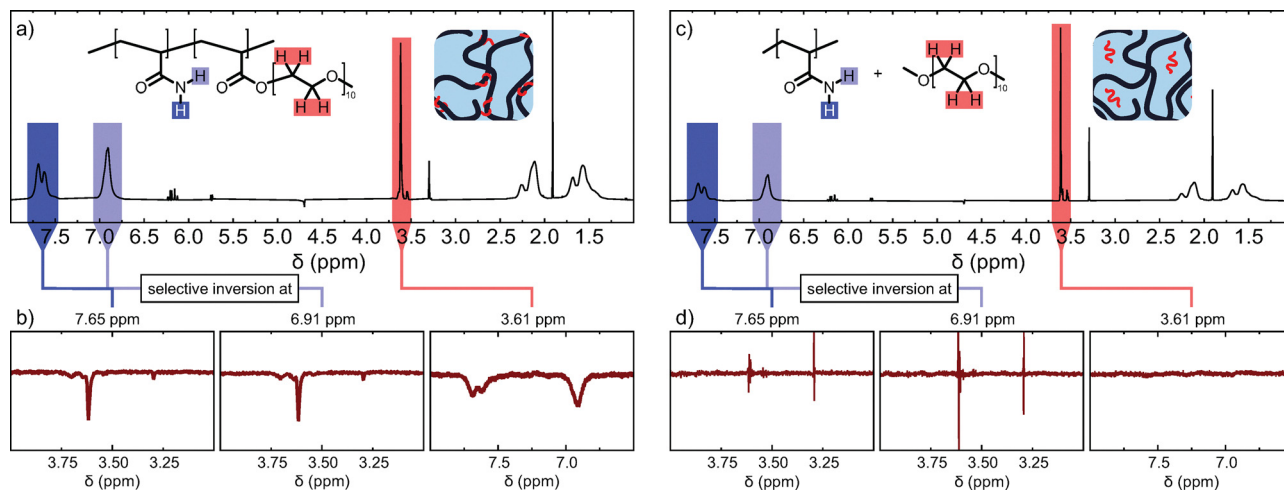 a)
H
H
O
O
O
10
N
H
H
H
H
7.5 7.0 6.5 6.0 5.5 5.0 4.5 4.0 3.5 3.0 2.5 2.0 1.5
δ (ppm)
selective inversion at
b)
7.65 ppm 6.91 ppm 3.61 ppm
3.75 3.50 3.25 3.75 3.50 3.25 7.5 7.0
δ (ppm) δ (ppm) δ (ppm)
c)
H
H
O
N
H
H
+
O
O
10
H
H
7.5 7.0 6.5 6.0 5.5 5.0 4.5 4.0 3.5 3.0 2.5 2.0 1.5
δ (ppm)
selective inversion at
d)
7.65 ppm 6.91 ppm 3.61 ppm
3.75 3.50 3.25 3.75 3.50 3.25 7.5 7.0
δ (ppm) δ (ppm) δ (ppm)